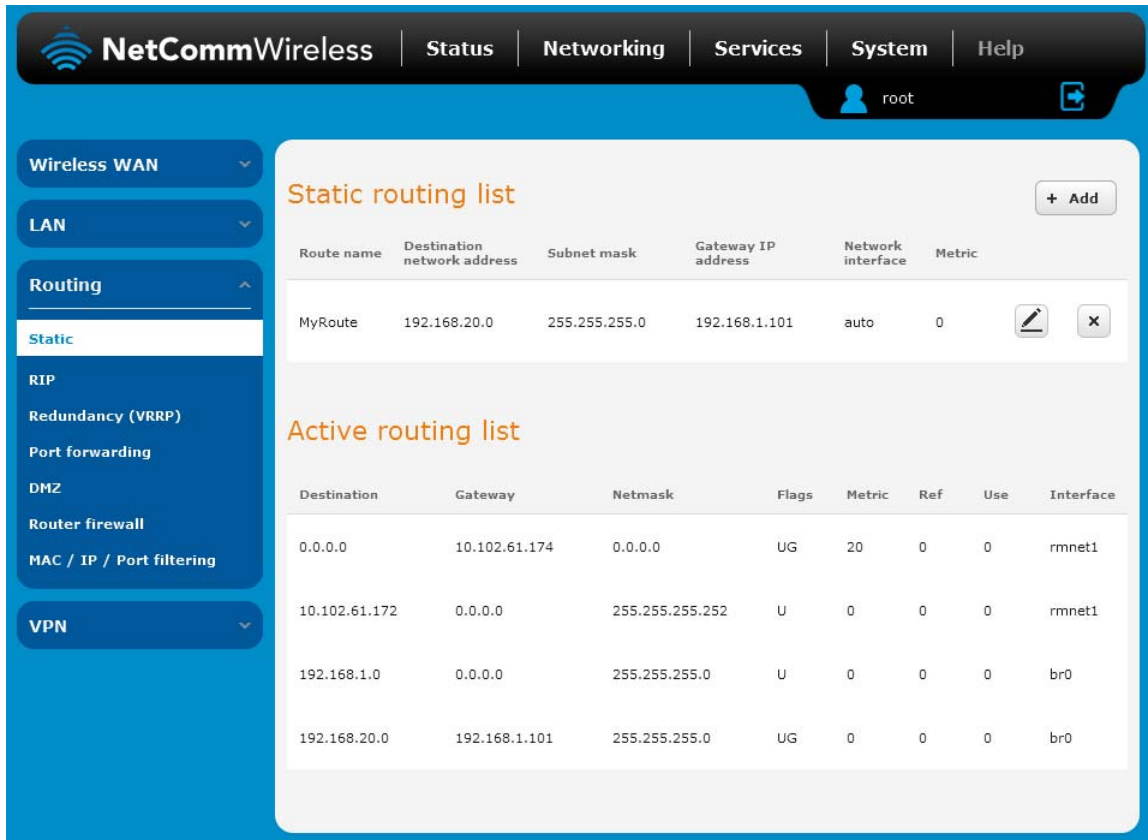 NetCommWireless Status Networking Services System Help
root
Wireless WAN
LAN
Routing
Static
RIP
Redundancy (VRRP)
Port forwarding
DMZ
Router firewall
MAC / IP / Port filtering
VPN
Static routing list
+ Add
Route name Destination network address Subnet mask Gateway IP address Network interface Metric
MyRoute 192.168.20.0 255.255.255.0 192.168.1.101 auto 0
Active routing list
Destination Gateway Netmask Flags Metric Ref Use Interface
0.0.0.0 10.102.61.174 0.0.0.0 UG 20 0 0 rmnet1
10.102.61.172 0.0.0.0 255.255.255.252 U 0 0 0 rmnet1
192.168.1.0 0.0.0.0 255.255.255.0 U 0 0 0 br0
192.168.20.0 192.168.1.101 255.255.255.0 UG 0 0 0 br0